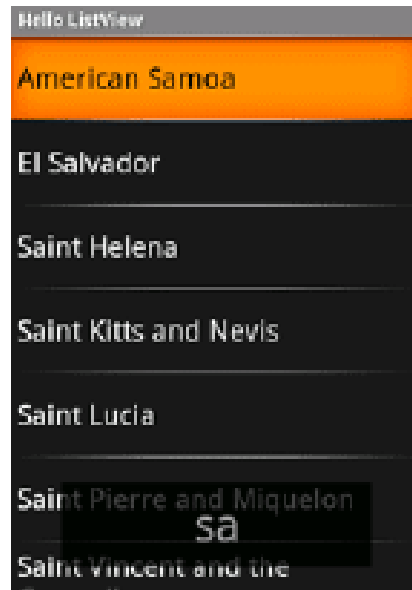 Hello ListView
American Samoa
El Salvador
Saint Helena
Saint Kitts and Nevis
Saint Lucia
Saint Pierre and Miquelon
sa
Saint Vincent and the